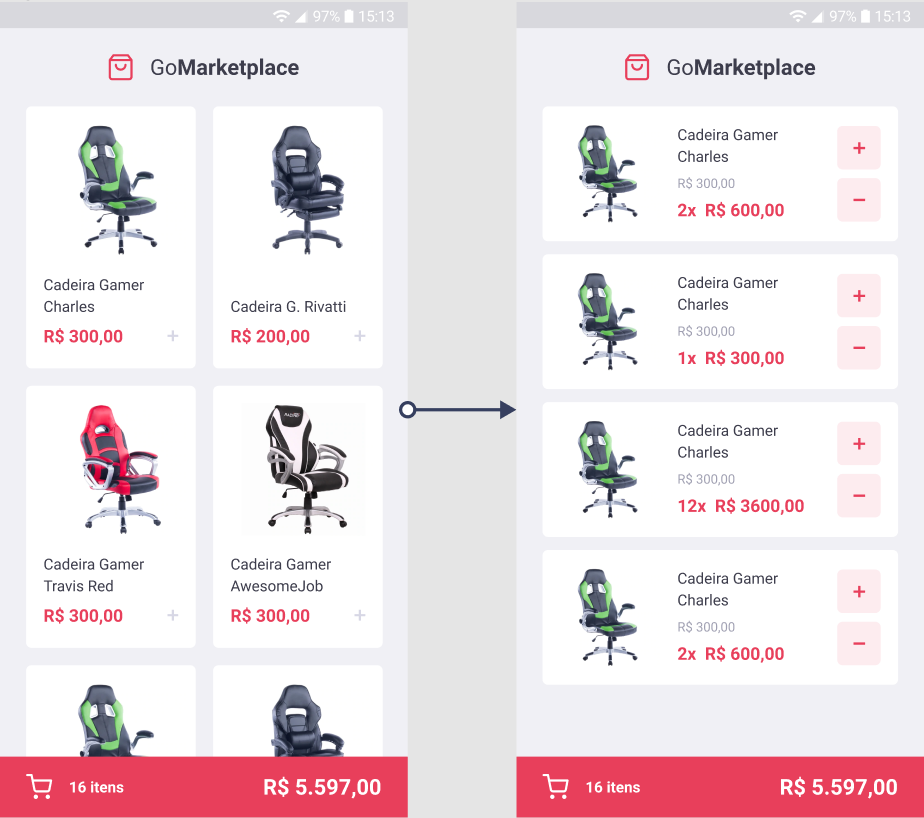 97% 15:13
GoMarketplace
Cadeira Gamer
Charles
R$ 300,00 +
Cadeira G. Rivatti
R$ 200,00 +
Cadeira Gamer
Travis Red
R$ 300,00 +
Cadeira Gamer
AwesomeJob
R$ 300,00 +
16 itens R$ 5.597,00
97% 15:13
GoMarketplace
Cadeira Gamer
Charles
R$ 300,00
2x R$ 600,00
+
−
Cadeira Gamer
Charles
R$ 300,00
1x R$ 300,00
+
−
Cadeira Gamer
Charles
R$ 300,00
12x R$ 3600,00
+
−
Cadeira Gamer
Charles
R$ 300,00
2x R$ 600,00
+
−
16 itens R$ 5.597,00